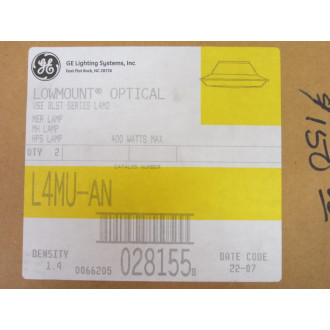 GE Lighting Systems, Inc.
East Flat Rock, NC 28726
LOWMOUNT® OPTICAL
USE BLST SERIES L4MD
MER LAMP
MH LAMP
HPS LAMP 400 WATTS MAX
QTY 2
CATALOG NUMBER
L4MU-AN
DENSITY 1.4
0066205
028155
DATE CODE
22-07
9150